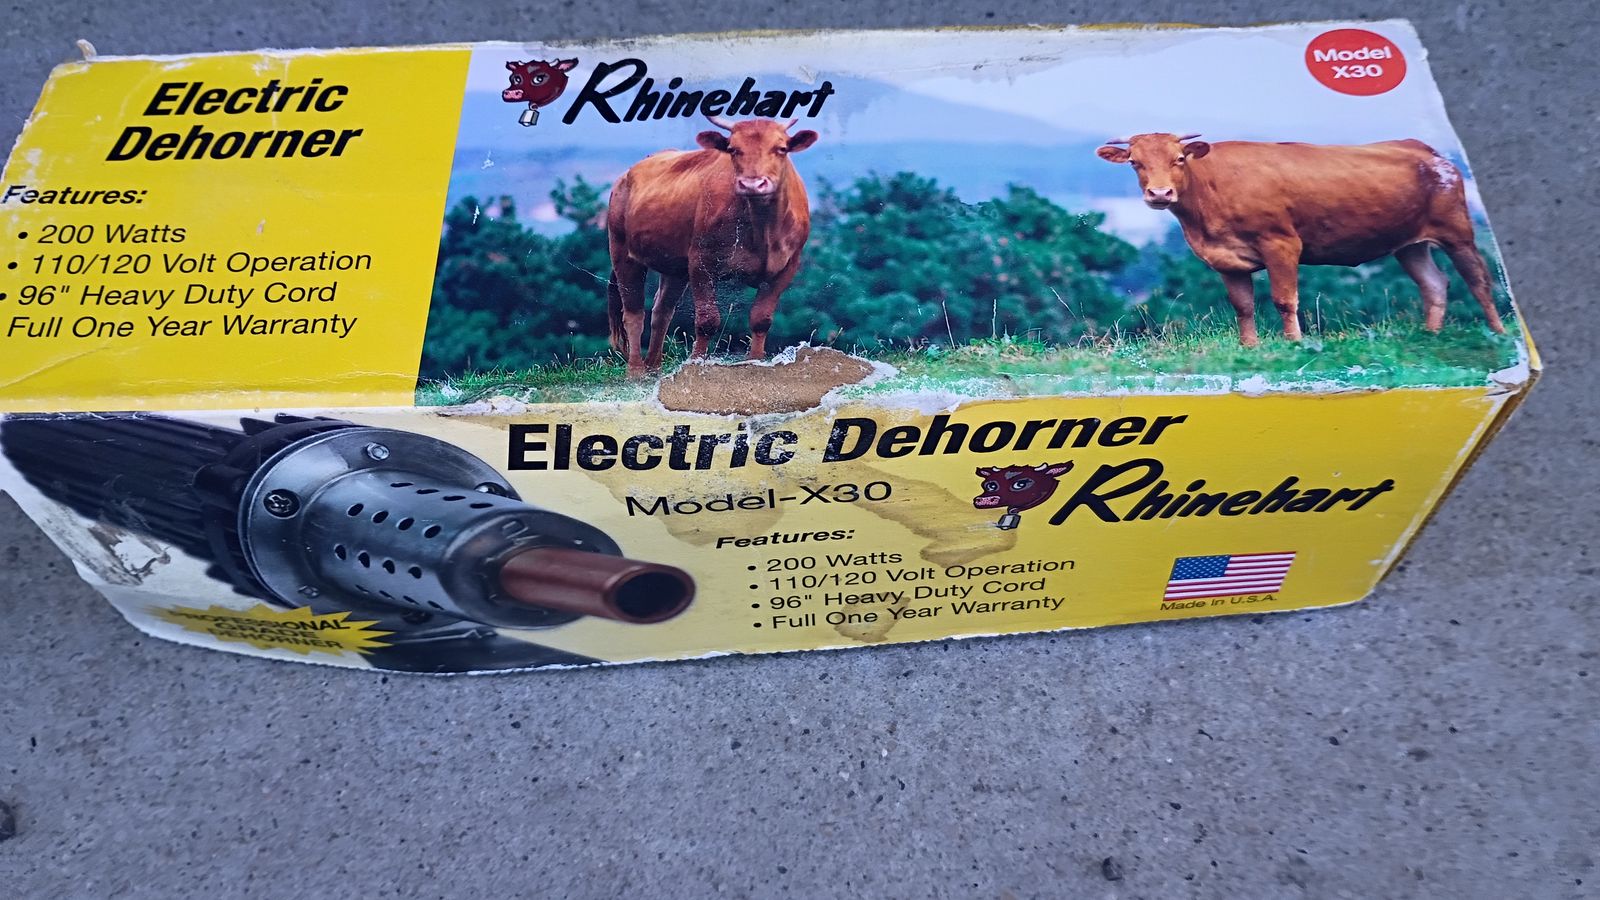 Electric
Dehorner
Features:
• 200 Watts
• 110/120 Volt Operation
• 96" Heavy Duty Cord
Full One Year Warranty
Rhinehart
Model
X30
Electric Dehorner
Model-X30
Rhinehart
Features:
• 200 Watts
• 110/120 Volt Operation
• 96" Heavy Duty Cord
• Full One Year Warranty
Made in U.S.A.
PROFESSIONAL
GRADE
DEHORNER